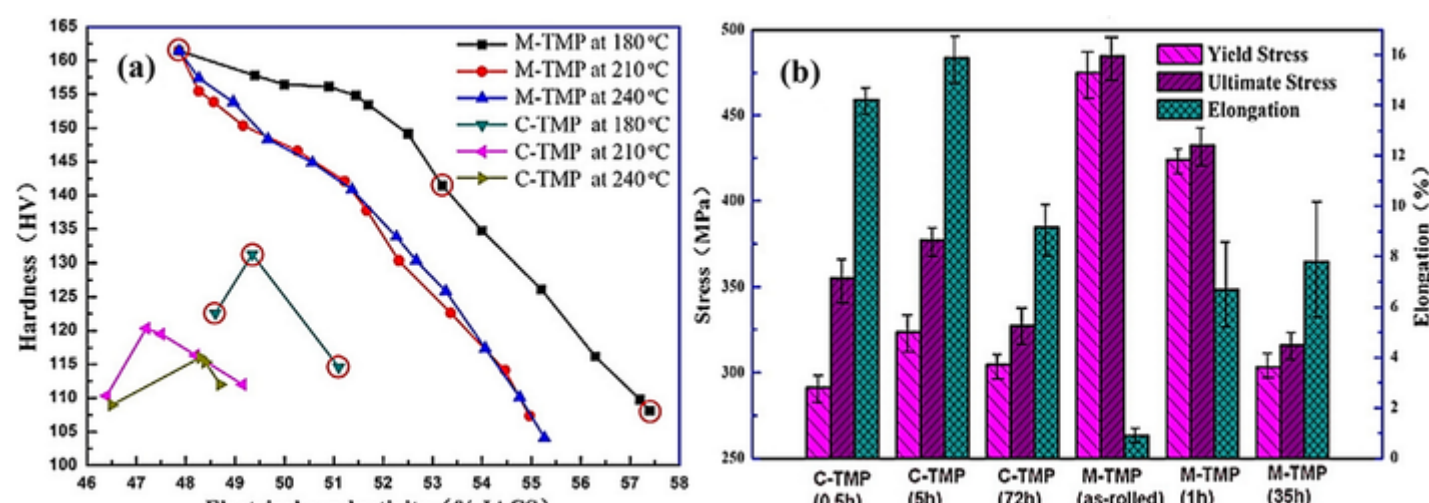 165
160
155
150
145
140
135
130
125
120
115
110
105
100
Hardness（HV）
(a)
M-TMP at 180 °C
M-TMP at 210 °C
M-TMP at 240 °C
C-TMP at 180 °C
C-TMP at 210 °C
C-TMP at 240 °C
46 47 48 49 50 51 52 53 54 55 56 57 58
500
450
400
350
300
250
Stress（MPa）
(b)
Yield Stress
Ultimate Stress
Elongation
16
14
12
10
8
6
4
2
0
Elongation（%）
C-TMP C-TMP C-TMP M-TMP M-TMP M-TMP
(0.5h) (5h) (72h) (as-rolled) (1h) (35h)